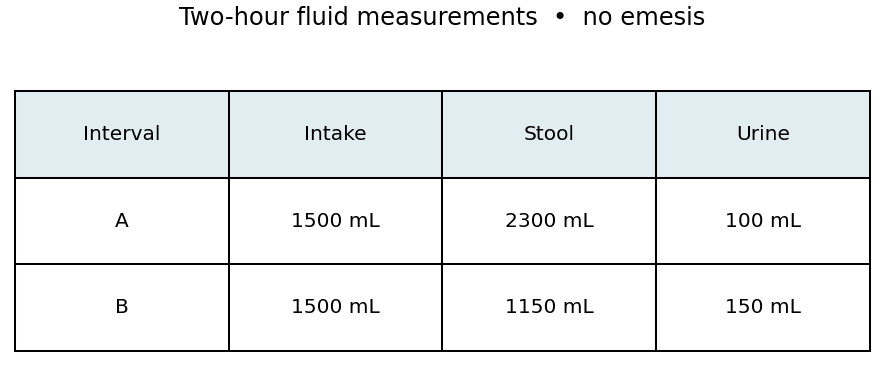 Two-hour fluid measurements • no emesis
Interval Intake Stool Urine
A 1500 mL 2300 mL 100 mL
B 1500 mL 1150 mL 150 mL